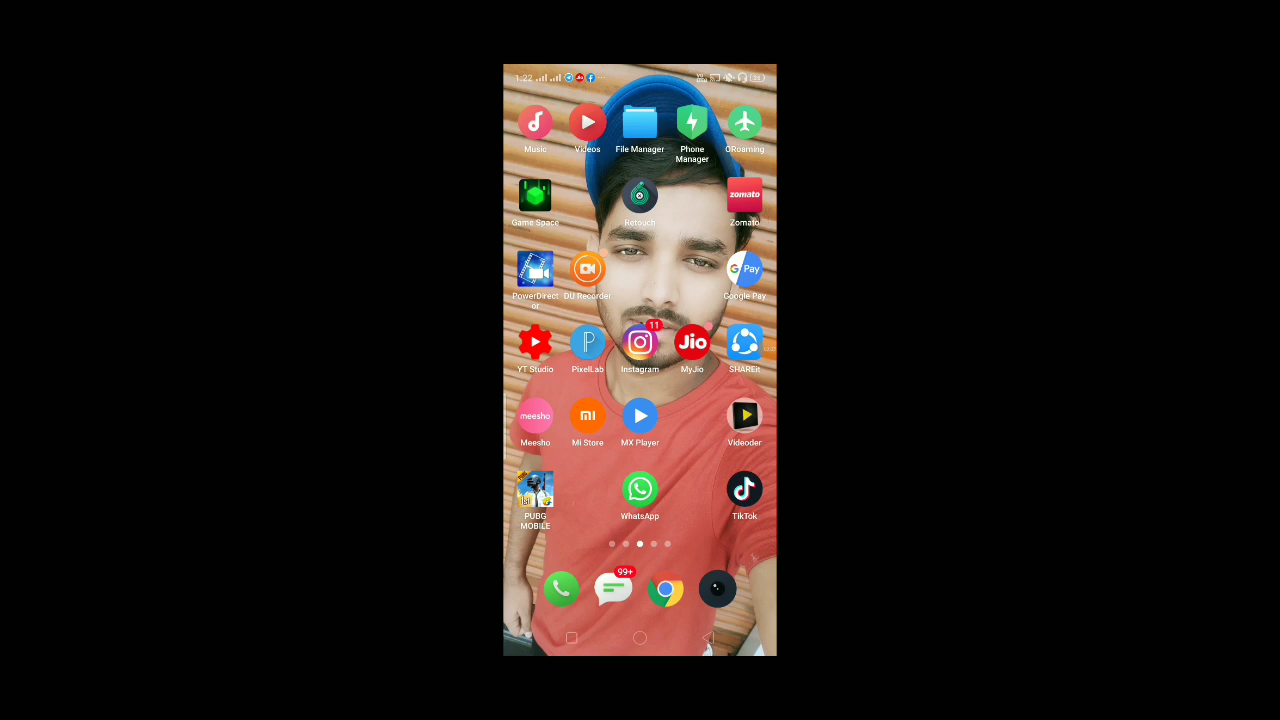 1:22
Music Videos File Manager Phone Manager ORoaming
zomato
Game Space Retouch Zomato
G Pay
PowerDirect
or DU Recorder Google Pay
11
Jio
YT Studio PixelLab Instagram MyJio SHAREit
meesho mi
Meesho Mi Store MX Player Videoder
PUBG
MOBILE WhatsApp TikTok
99+